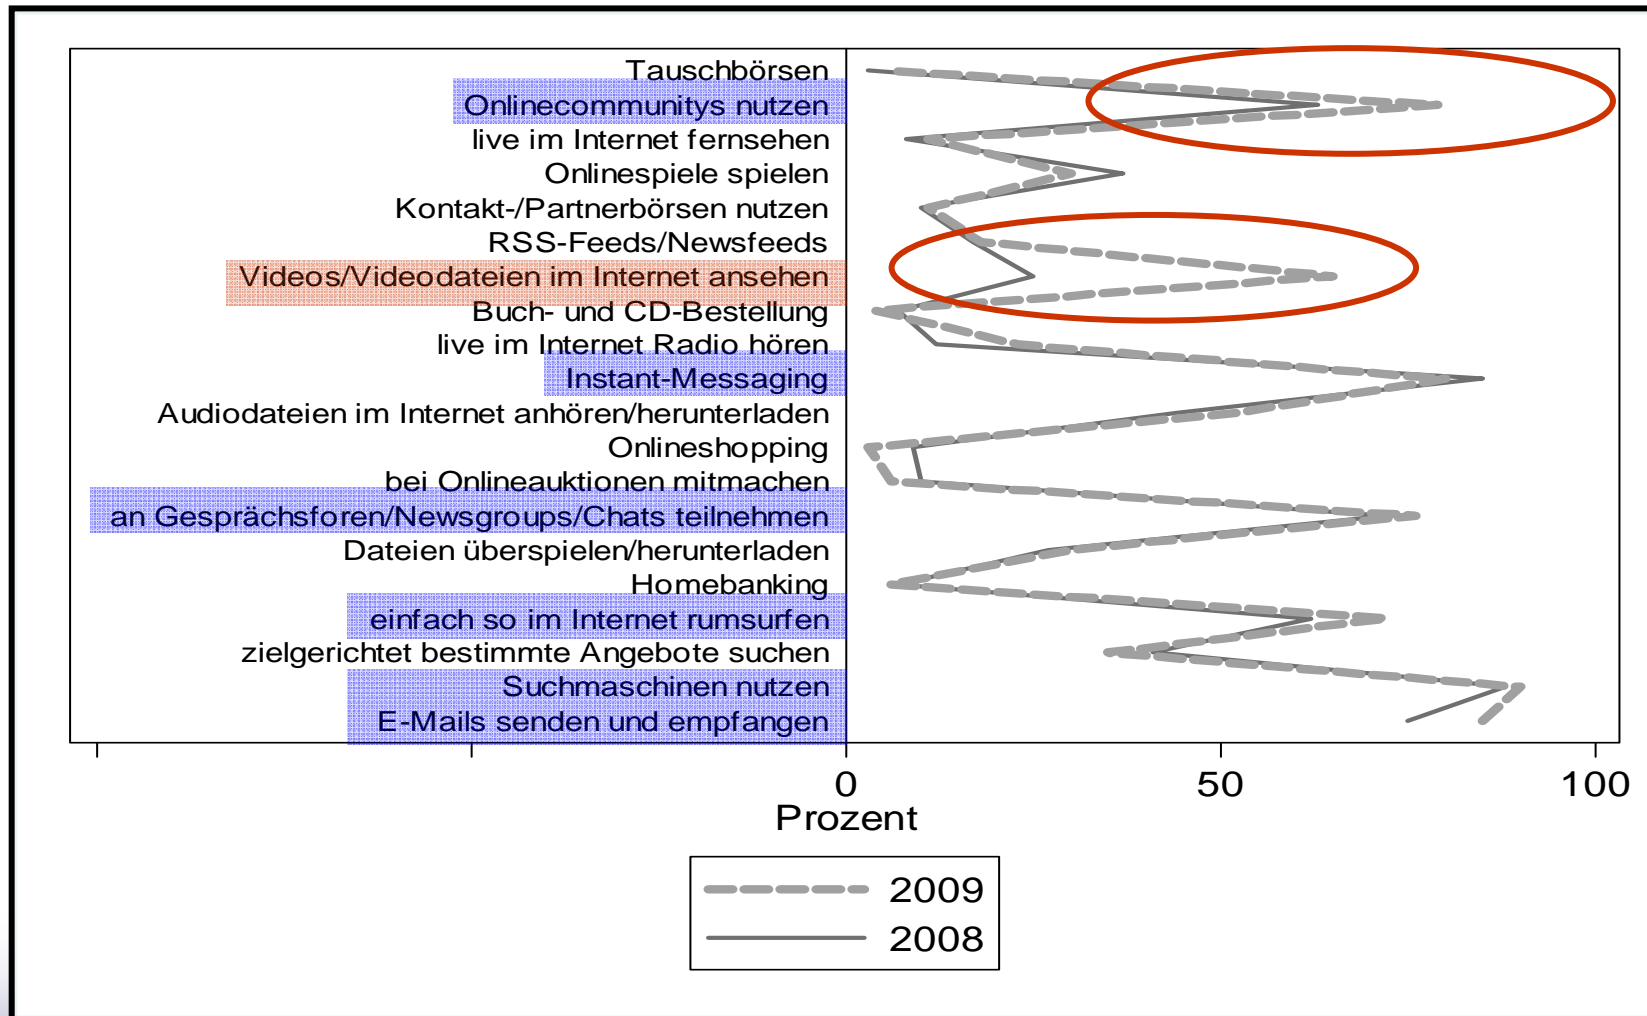 Tauschbörsen
Onlinecommunitys nutzen
live im Internet fernsehen
Onlinespiele spielen
Kontakt-/Partnerbörsen nutzen
RSS-Feeds/Newsfeeds
Videos/Videodateien im Internet ansehen
Buch- und CD-Bestellung
live im Internet Radio hören
Instant-Messaging
Audiodateien im Internet anhören/herunterladen
Onlineshopping
bei Onlineauktionen mitmachen
an Gesprächsforen/Newsgroups/Chats teilnehmen
Dateien überspielen/herunterladen
Homebanking
einfach so im Internet rumsurfen
zielgerichtet bestimmte Angebote suchen
Suchmaschinen nutzen
E-Mails senden und empfangen
0 50 100
Prozent
2009
2008